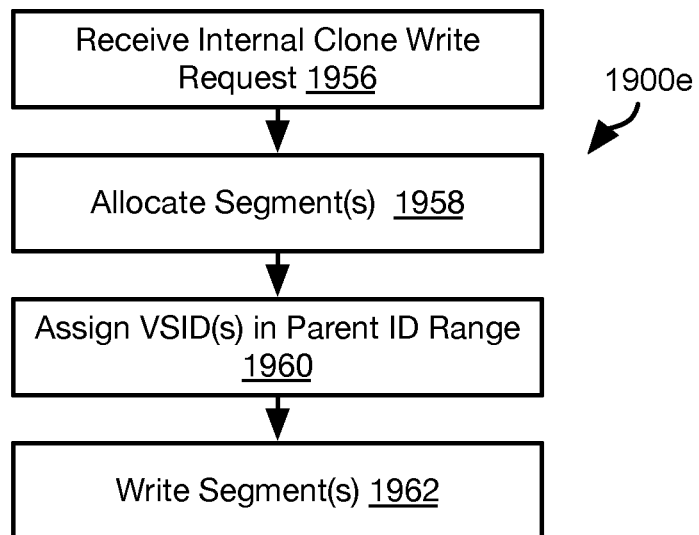 Receive Internal Clone Write
Request 1956
1900e
Allocate Segment(s) 1958
Assign VSID(s) in Parent ID Range
1960
Write Segment(s) 1962